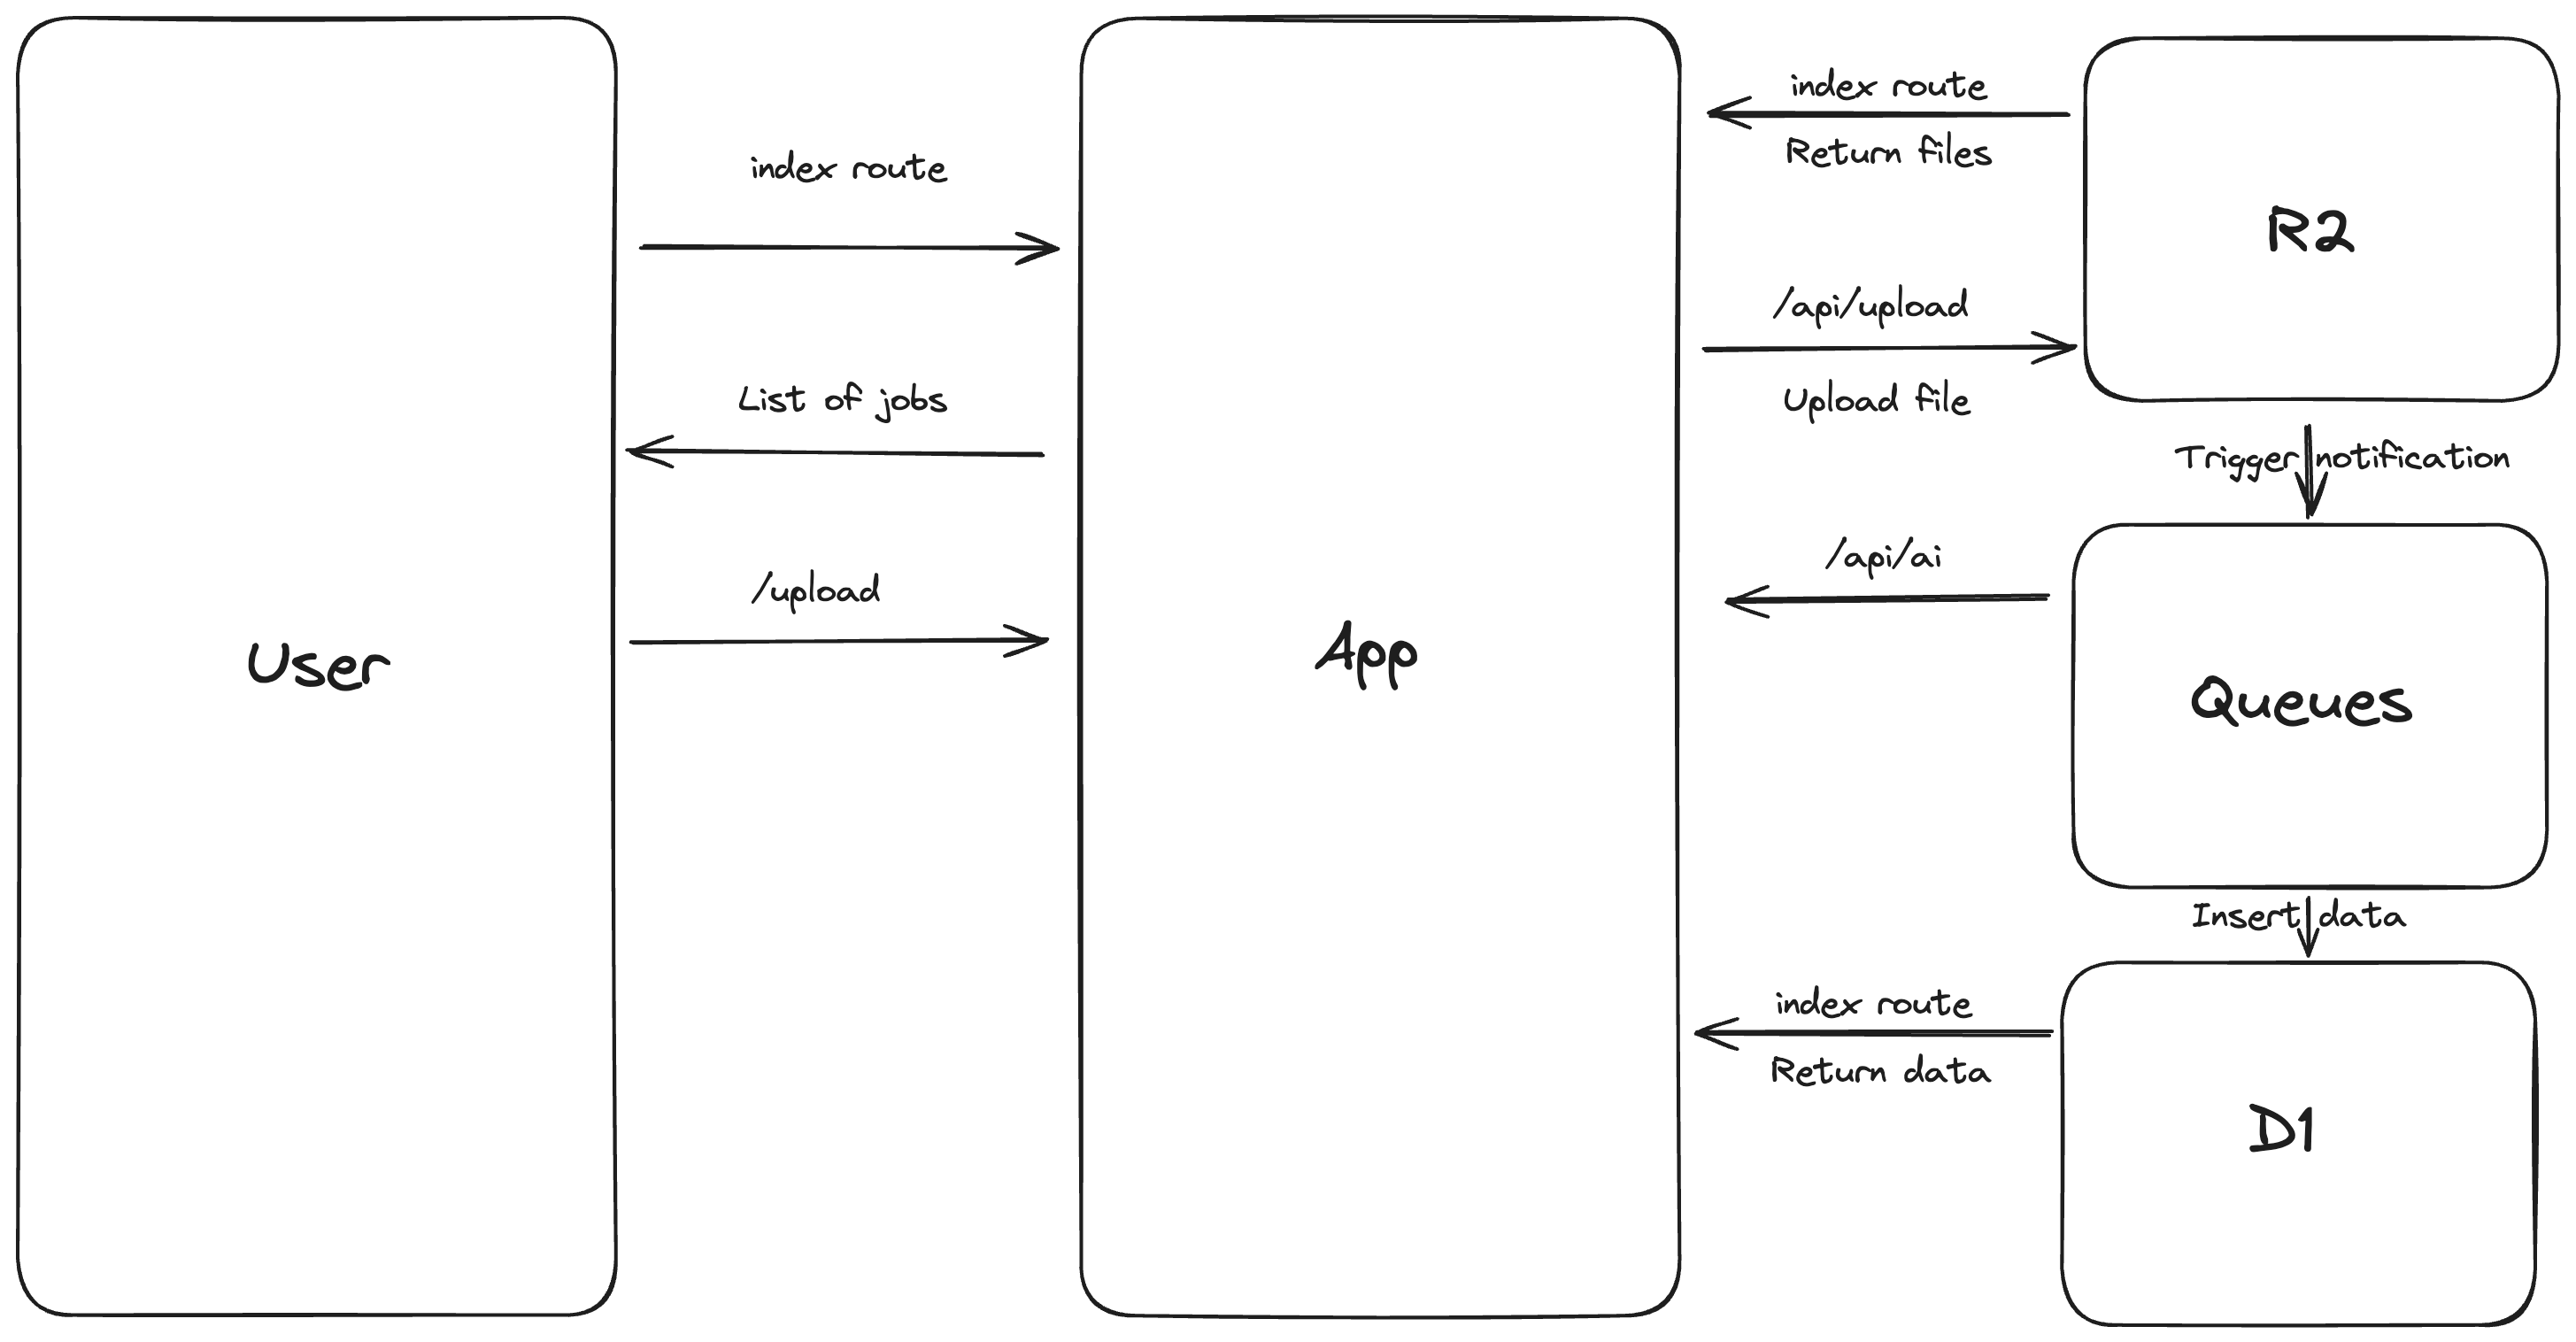 index route
Return files
R2
index route
/api/upload
Upload file
List of jobs
Trigger notification
/api/ai
/upload
User
App
Queues
Insert data
index route
Return data
D1